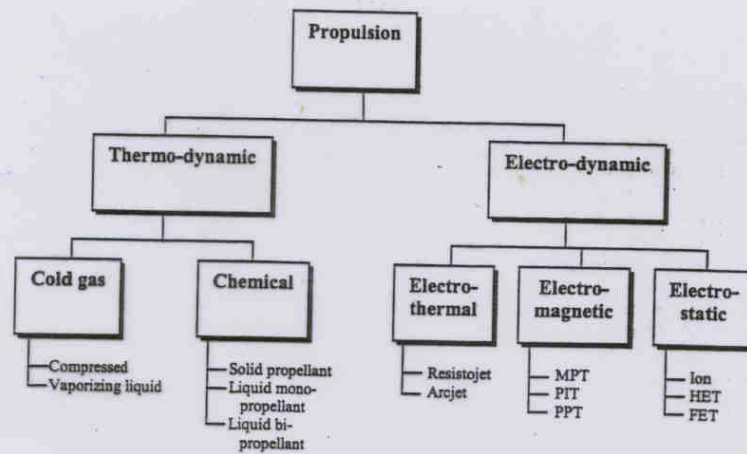 Propulsion
Thermo-dynamic
Electro-dynamic
Cold gas
Chemical
Electro-
thermal
Electro-
magnetic
Electro-
static
Compressed
Vaporizing liquid
Solid propellant
Liquid mono-
propellant
Liquid bi-
propellant
Resistojet
Arcjet
MPT
PIT
PPT
Ion
HET
FET